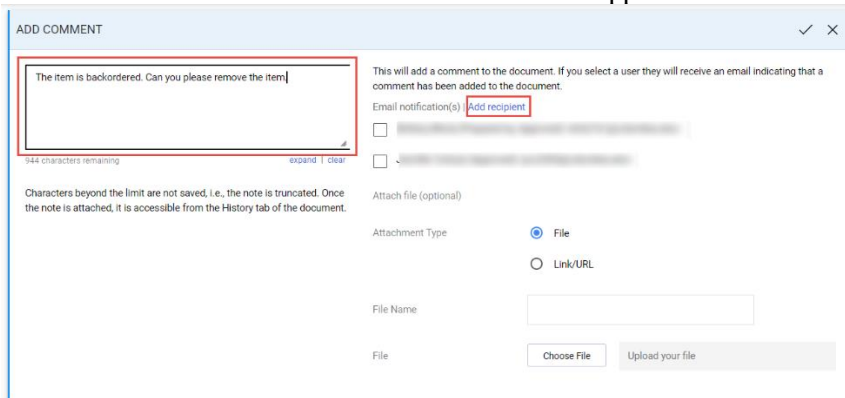 ADD COMMENT
The item is backordered. Can you please remove the item.
944 characters remaining
expand | clear
Characters beyond the limit are not saved, i.e., the note is truncated. Once
the note is attached, it is accessible from the History tab of the document.
This will add a comment to the document. If you select a user they will receive an email indicating that a
comment has been added to the document.
Email notification(s) | Add recipient
Attach file (optional)
Attachment Type
File
Link/URL
File Name
File
Choose File
Upload your file